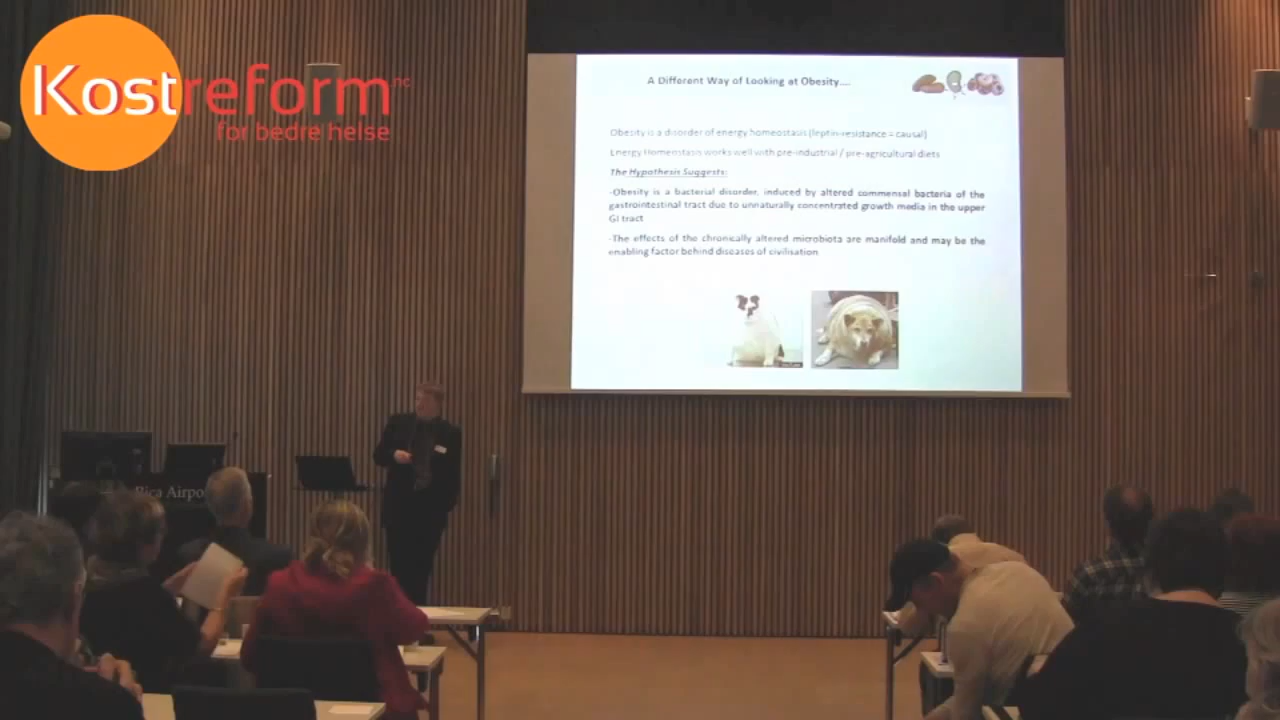 Kostreform
for bedre helse
A Different Way of Looking at Obesity....
Obesity is a disorder of energy homeostasis (leptin-resistance = causal)
Energy Homeostasis works well with pre-industrial / pre-agricultural diets
The Hypothesis Suggests:
-Obesity is a bacterial disorder, induced by altered commensal bacteria of the
gastrointestinal tract due to unnaturally concentrated growth media in the upper
GI tract
-The effects of the chronically altered microbiota are manifold and may be the
enabling factor behind diseases of civilisation
Rica Airpo